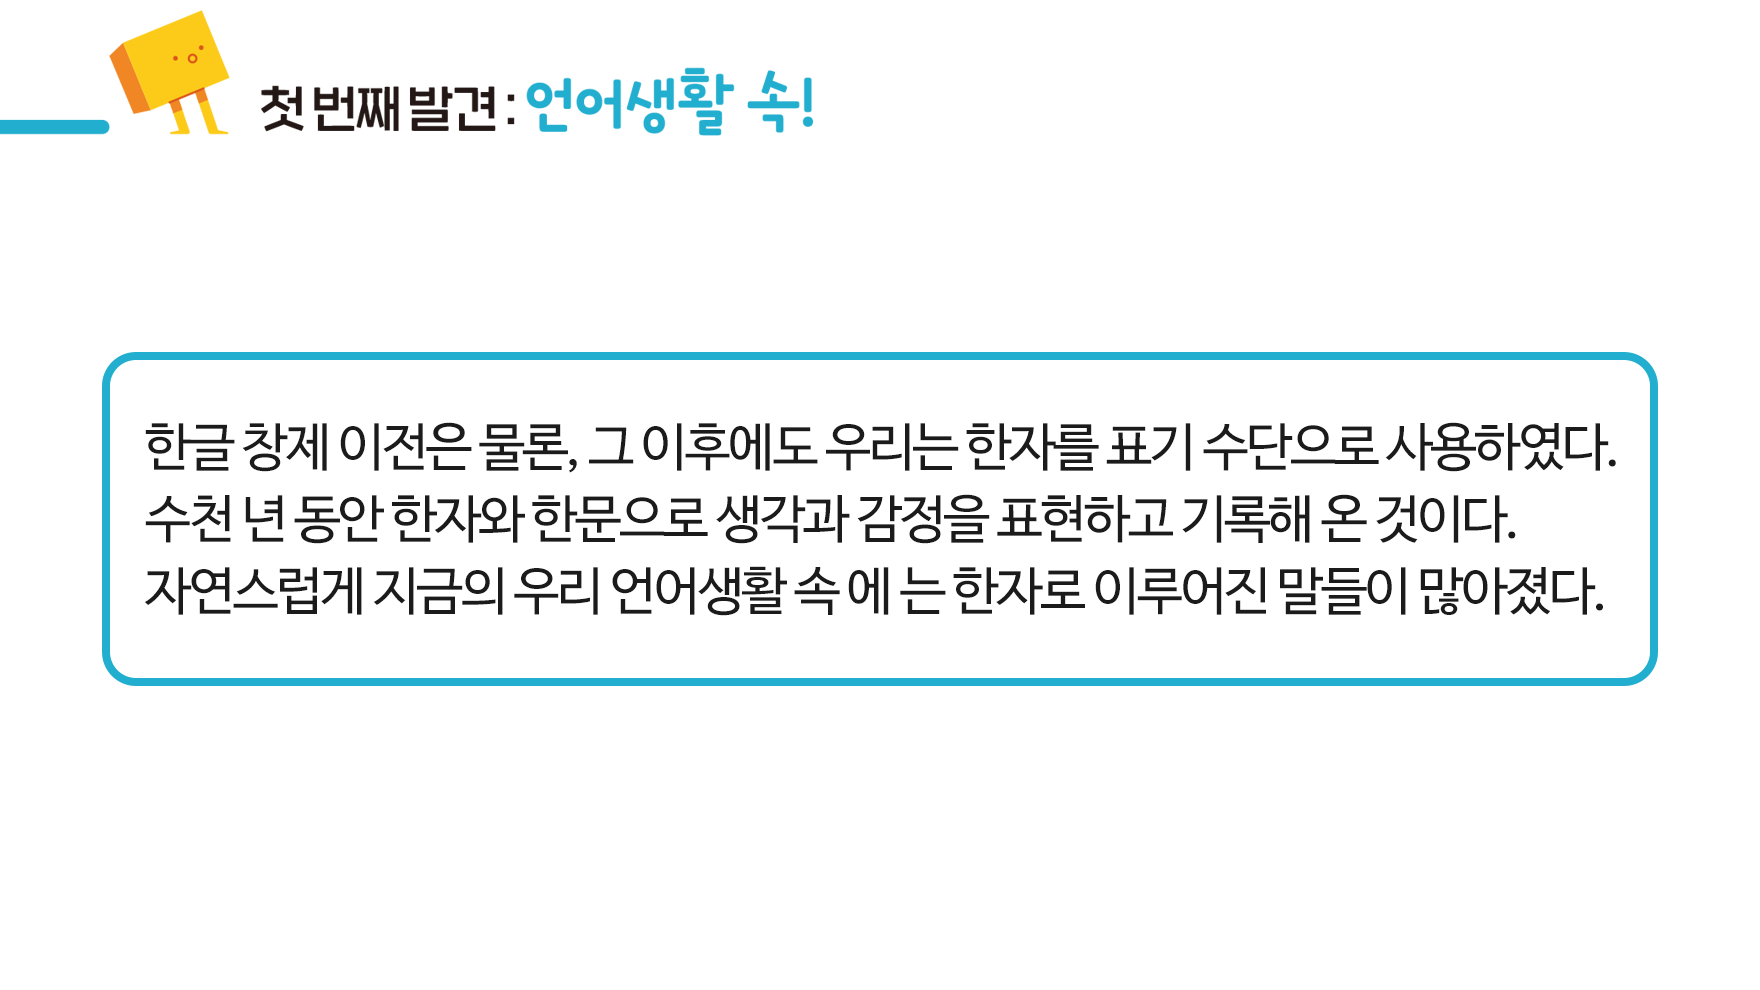 첫 번째 발견 : 언어생활 속!
한글 창제 이전은 물론, 그 이후에도 우리는 한자를 표기 수단으로 사용하였다.
수천 년 동안 한자와 한문으로 생각과 감정을 표현하고 기록해 온 것이다.
자연스럽게 지금의 우리 언어생활 속 에 는 한자로 이루어진 말들이 많아졌다.